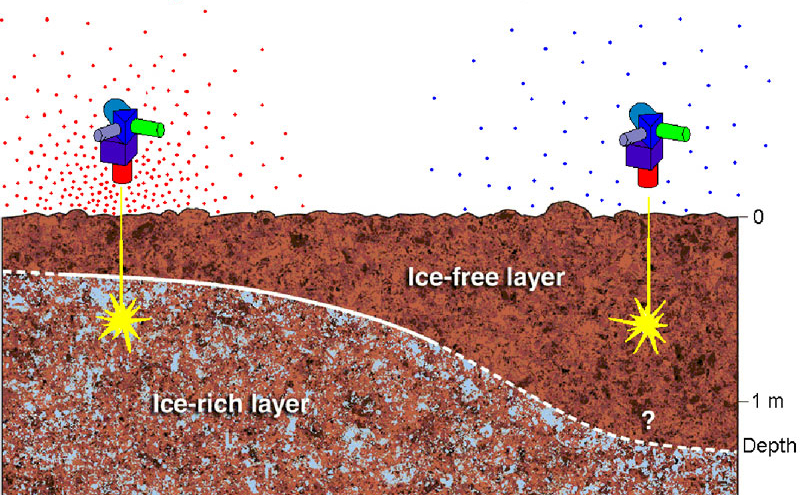 0
Ice-free layer
Ice-rich layer
1 m
?
Depth